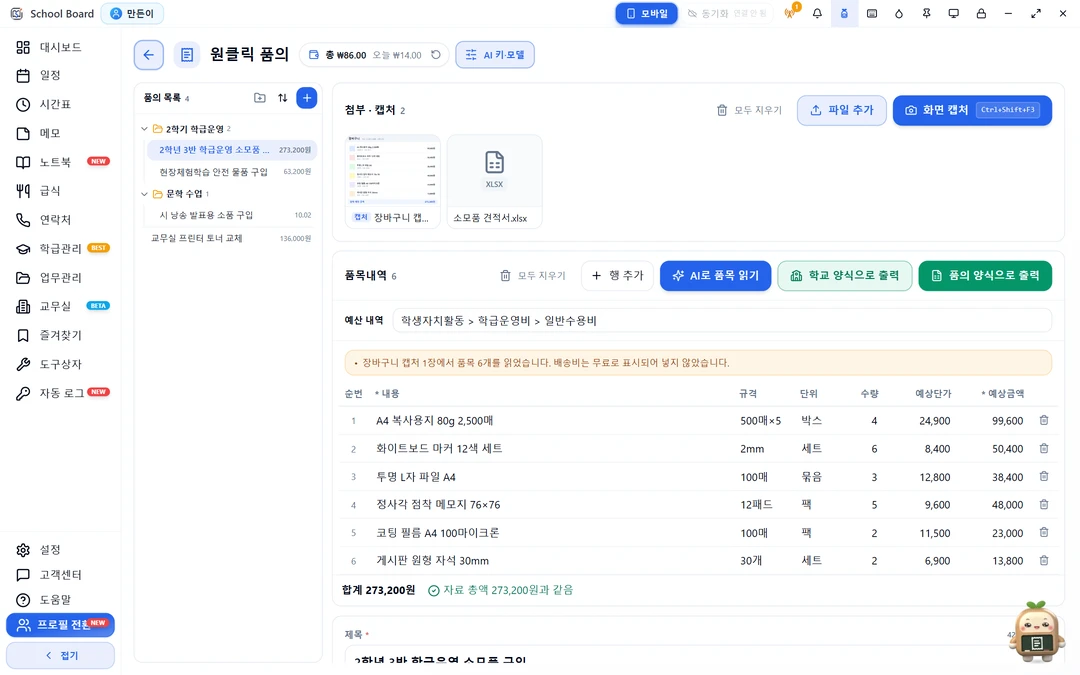 School Board
만든이
모바일
동기화 연결 안 됨
1
대시보드
일정
시간표
메모
노트북 NEW
급식
연락처
학급관리 BEST
업무관리
교무실 BETA
즐겨찾기
도구상자
자동 로그 NEW
설정
고객센터
도움말
프로필 전환 NEW
접기
원클릭 품의
총 ₩86.00 오늘 ₩14.00
AI 키·모델
품의 목록 4
2학기 학급운영 2
2학년 3반 학급운영 소모품 ... 273,200원
현장체험학습 안전 물품 구입 63,200원
문학 수업 1
시 낭송 발표용 소품 구입 10.02
교무실 프린터 토너 교체 136,000원
첨부 · 캡처 2
모두 지우기
파일 추가
화면 캡처 Ctrl+Shift+F3
XLSX
캡처 장바구니 캡...
소모품 견적서.xlsx
품목내역 6
모두 지우기
행 추가
AI로 품목 읽기
학교 양식으로 출력
품의 양식으로 출력
예산 내역 학생자치활동 > 학급운영비 > 일반수용비
• 장바구니 캡처 1장에서 품목 6개를 읽었습니다. 배송비는 무료로 표시되어 넣지 않았습니다.
순번 * 내용 규격 단위 수량 예상단가 * 예상금액
1 A4 복사용지 80g 2,500매 500매×5 박스 4 24,900 99,600
2 화이트보드 마커 12색 세트 2mm 세트 6 8,400 50,400
3 투명 L자 파일 A4 100매 묶음 3 12,800 38,400
4 정사각 점착 메모지 76×76 12패드 팩 5 9,600 48,000
5 코팅 필름 A4 100마이크론 100매 팩 2 11,500 23,000
6 게시판 원형 자석 30mm 30개 세트 2 6,900 13,800
합계 273,200원 자료 총액 273,200원과 같음
제목 *
2학년 3반 학급운영 소모품 구입